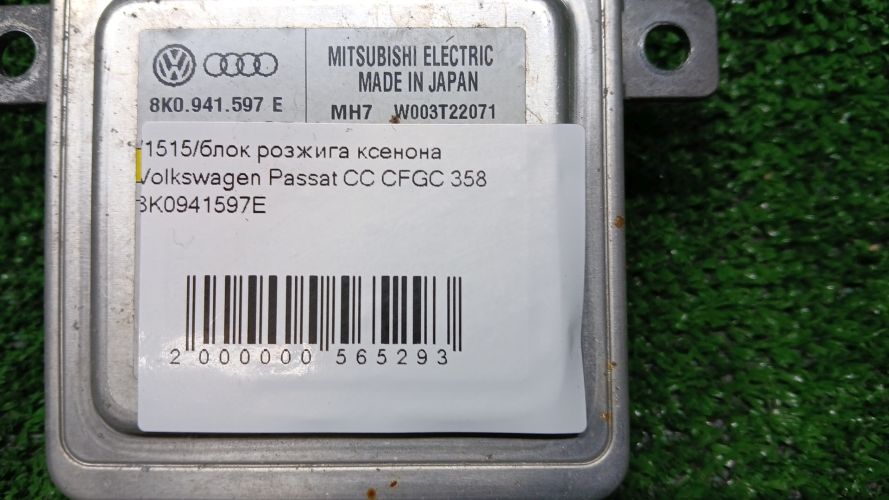 8K0.941.597 E
MITSUBISHI ELECTRIC
MADE IN JAPAN
MH7 W003T22071
/1515/блок розжига ксенона
Volkswagen Passat CC CFGC 358
8K0941597E
2 000000 565293